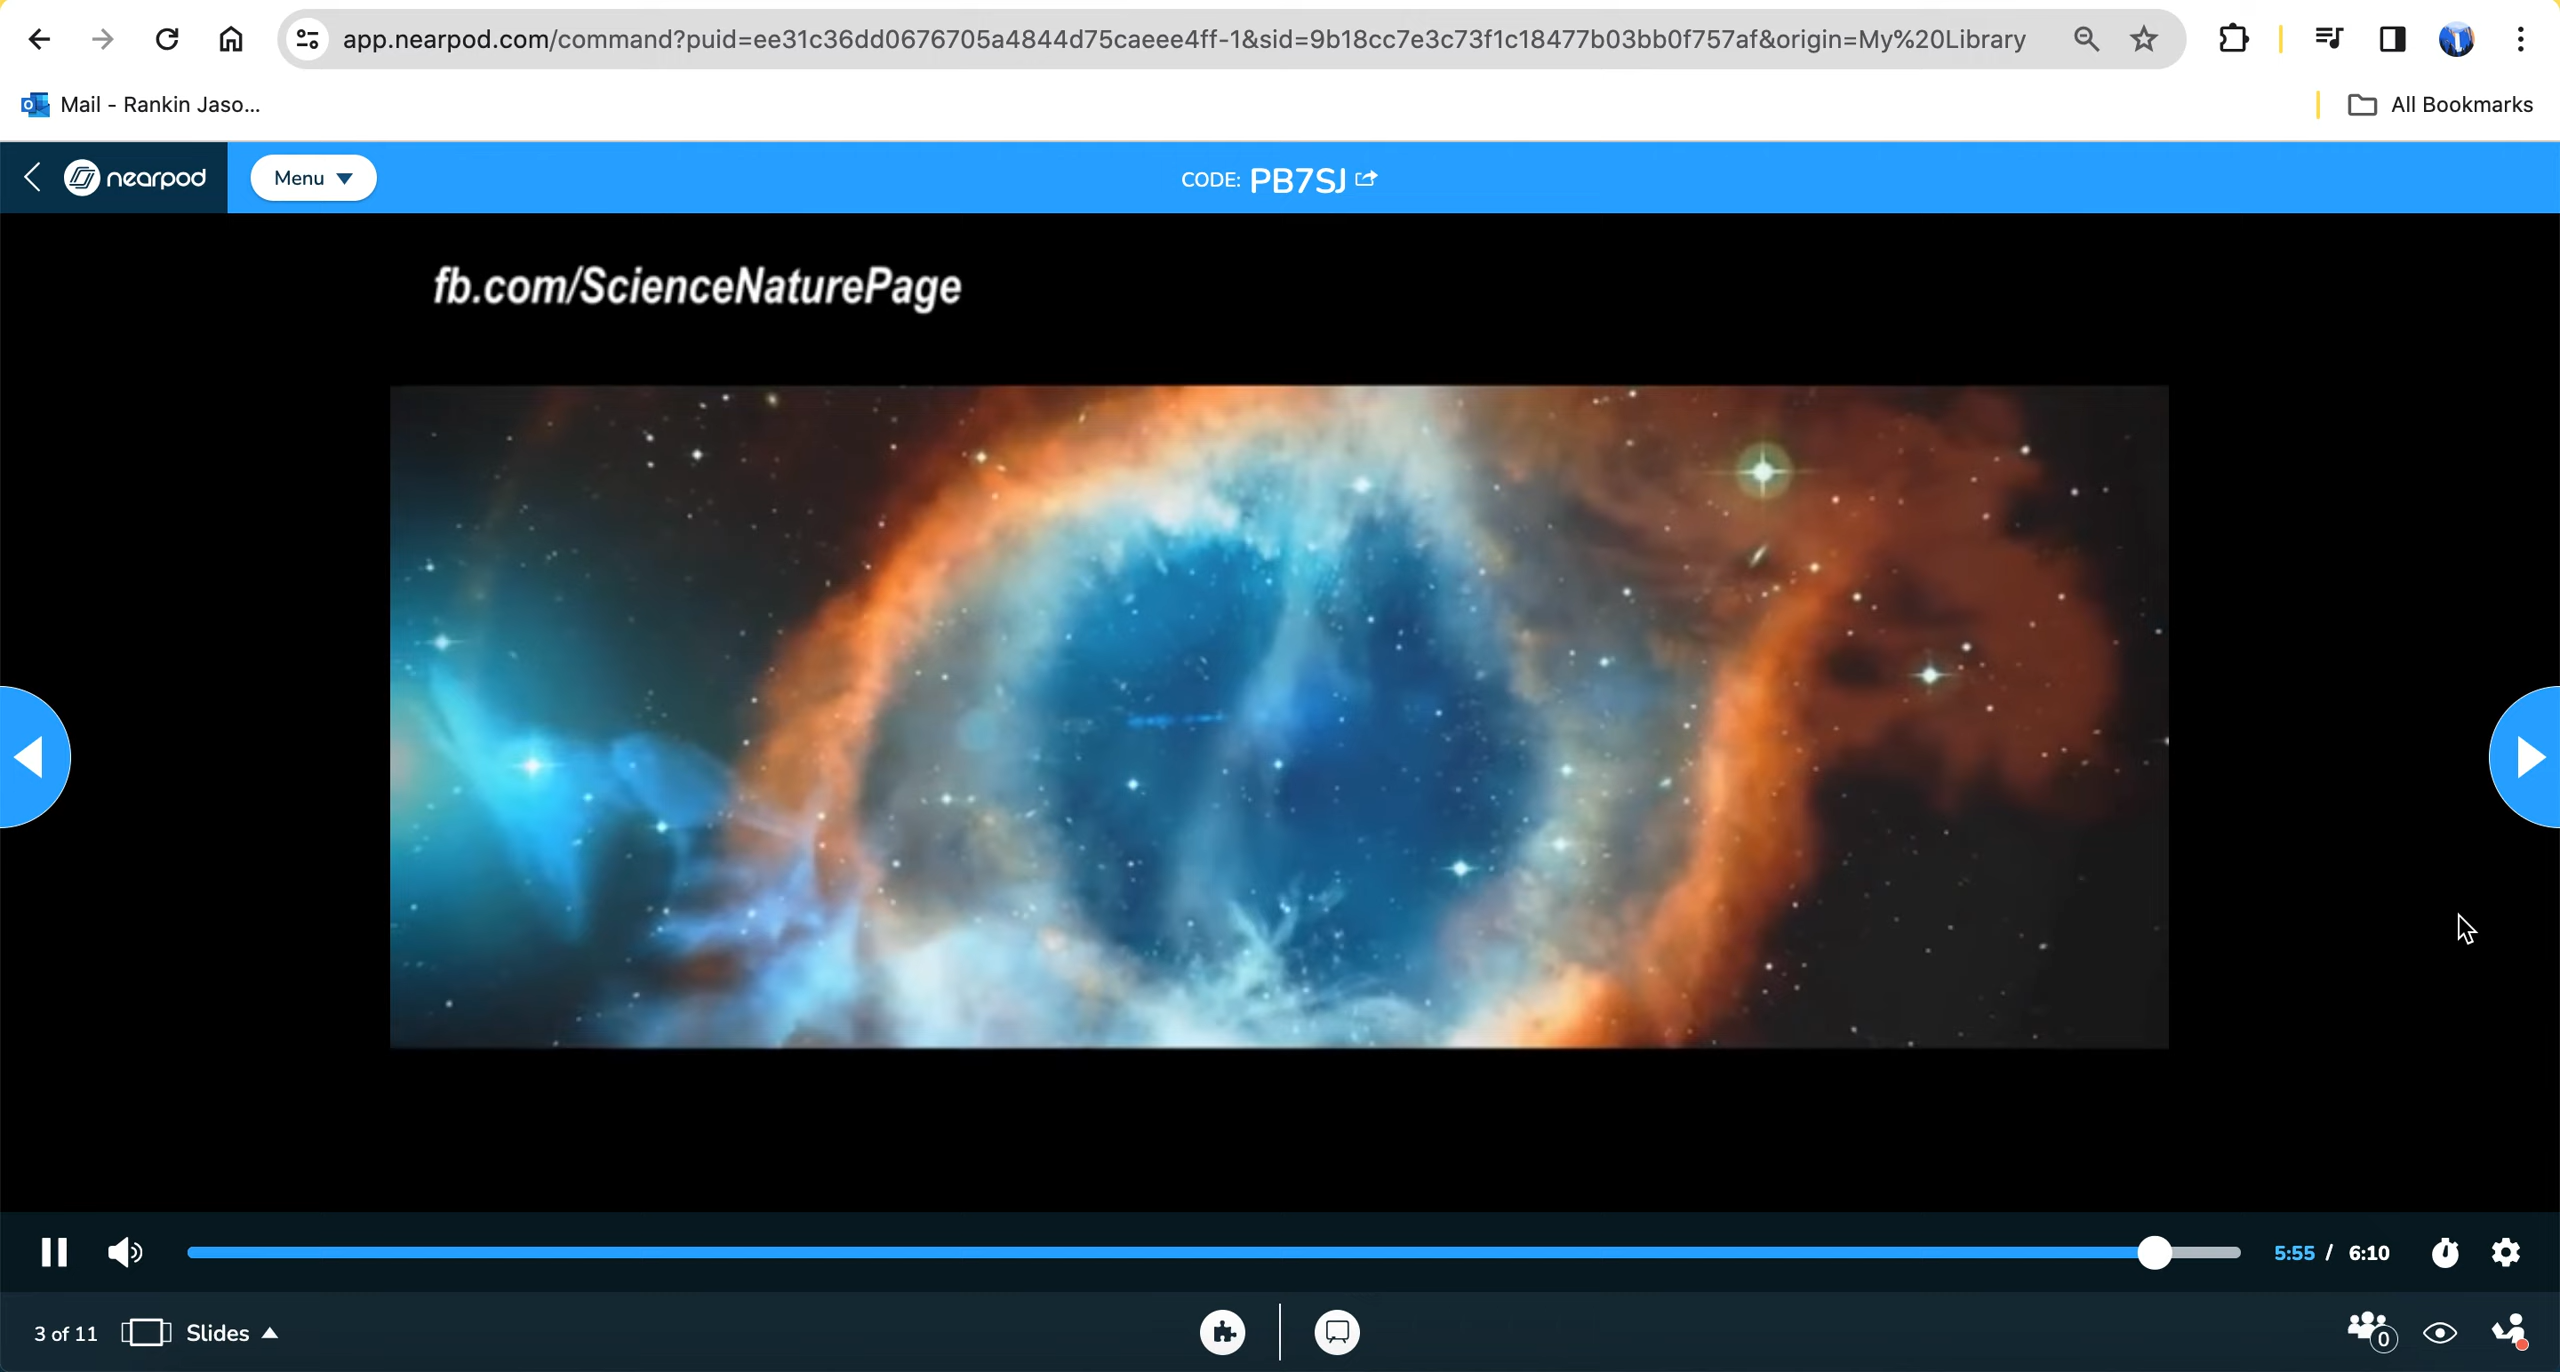 app.nearpod.com/command?puid=ee31c36dd0676705a4844d75caeee4ff-1&sid=9b18cc7e3c73f1c18477b03bb0f757af&origin=My%20Library
Mail - Rankin Jaso...
All Bookmarks
nearpod
Menu
CODE: PB7SJ
fb.com/ScienceNaturePage
5:55 / 6:10
3 of 11
Slides
0